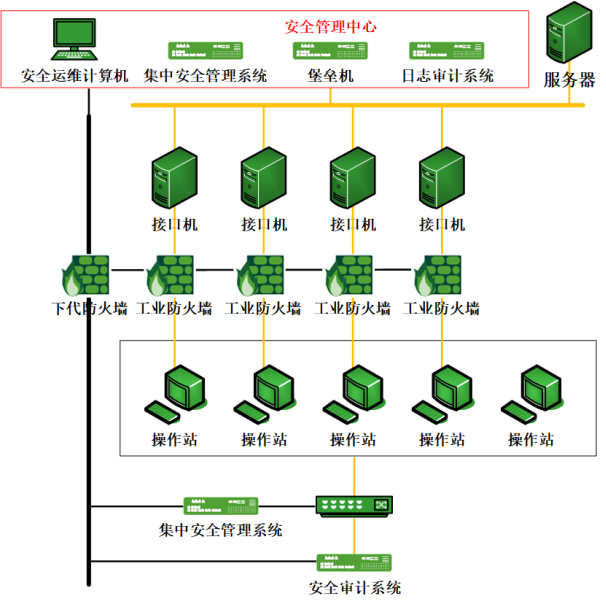 安全管理中心
安全运维计算机
集中安全管理系统
堡垒机
日志审计系统
服务器
接口机
接口机
接口机
接口机
下代防火墙
工业防火墙
工业防火墙
工业防火墙
工业防火墙
操作站
操作站
操作站
操作站
操作站
集中安全管理系统
安全审计系统